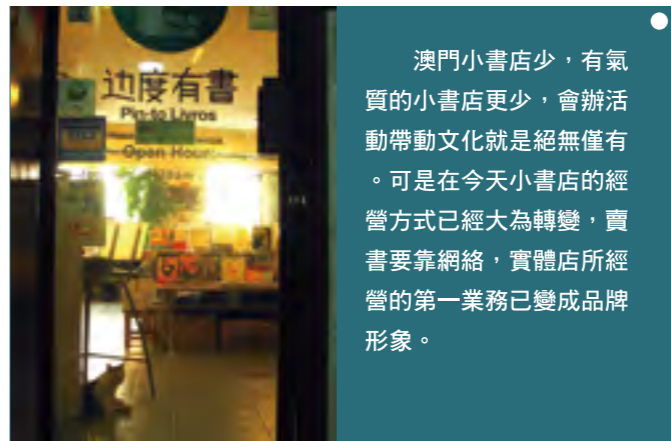 边度有書
Pin-to Livros
Open Hour:
澳門小書店少，有氣
質的小書店更少，會辦活
動帶動文化就是絕無僅有
。可是在今天小書店的經
營方式已經大為轉變，賣
書要靠網絡，實體店所經
營的第一業務已變成品牌
形象。